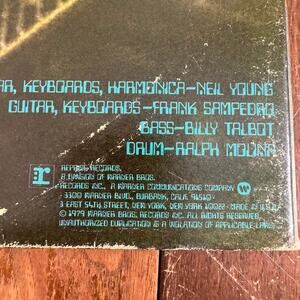 AR, KEYBOARDS, HARMONICA-NEIL YOUNG
GUITAR, KEYBOARDS-FRANK SAMPEDRO
BASS-BILLY TALBOT
DRUM-RALPH MOLINA
r
REPRISE RECORDS,
A DIVISION OF WARNER BROS.
RECORDS INC., A WARNER COMMUNICATIONS COMPANY
3300 WARNER BLVD., BURBANK, CALIF. 91510
3 EAST 54TH STREET, NEW YORK, NEW YORK 10022 MADE IN U.S.A.
© 1979 WARNER BROS. RECORDS INC. ALL RIGHTS RESERVED.
UNAUTHORIZED DUPLICATION IS A VIOLATION OF APPLICABLE LAWS.